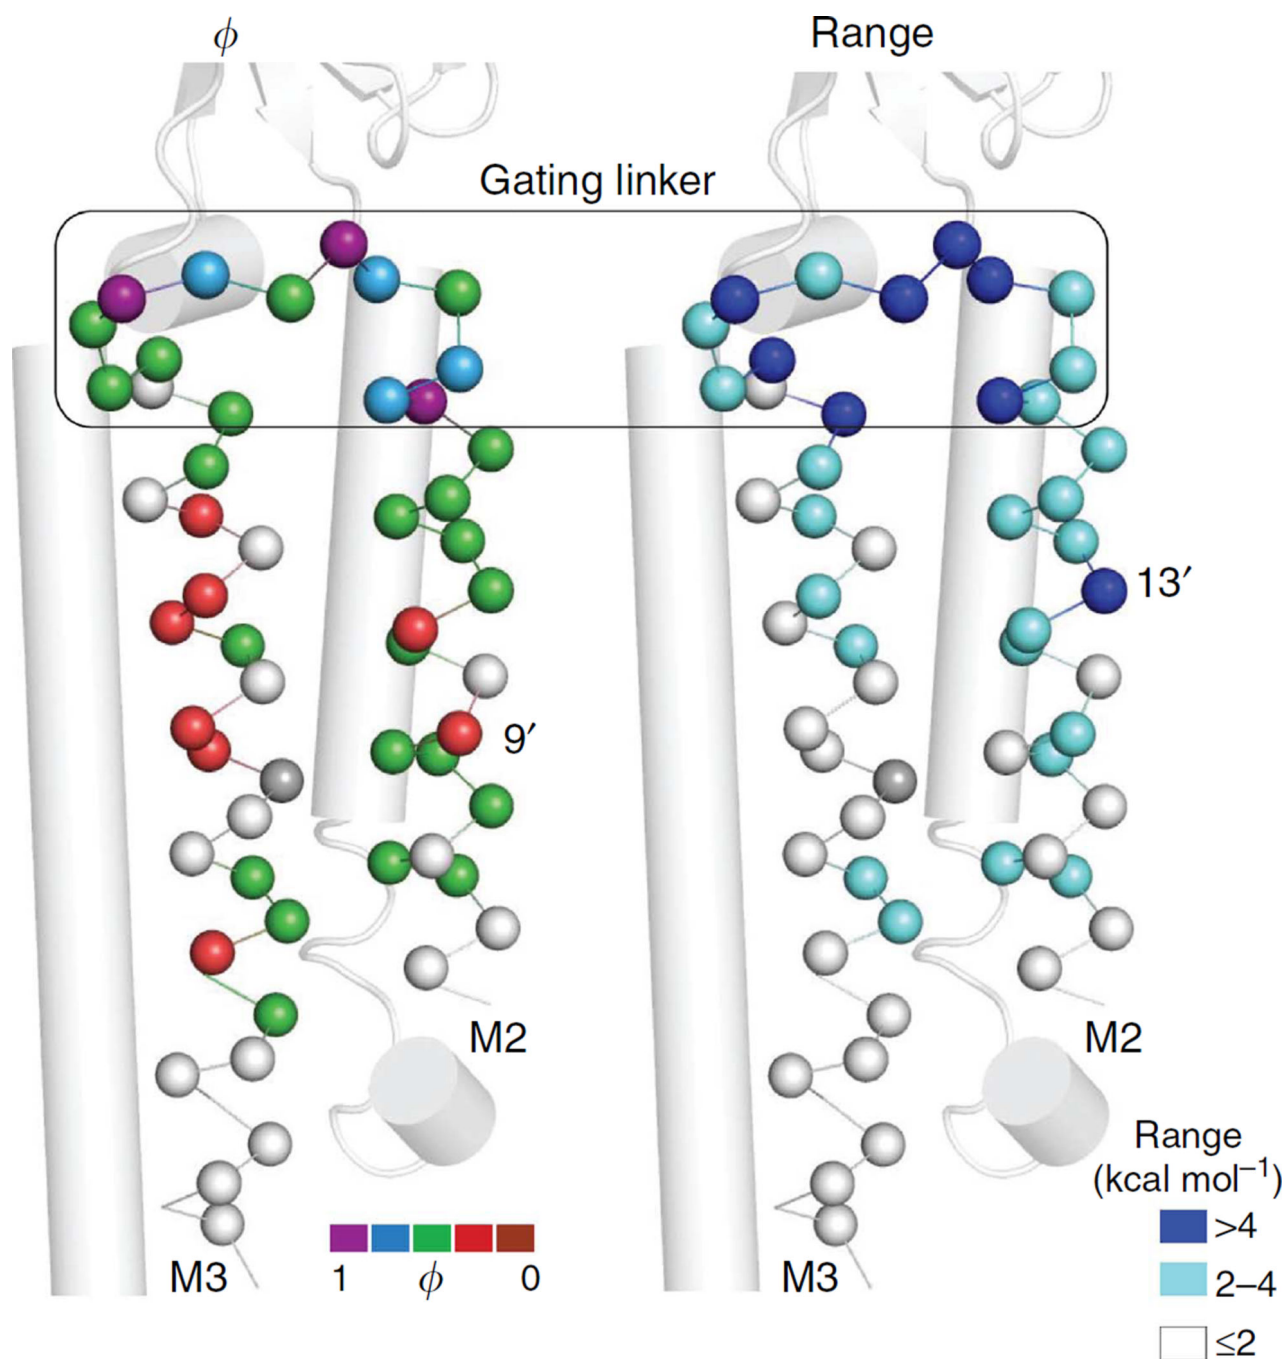 ϕ
Range
Gating linker
13′
9′
M2
M2
Range
(kcal mol⁻¹)
>4
2–4
≤2
M3
1 ϕ 0
M3